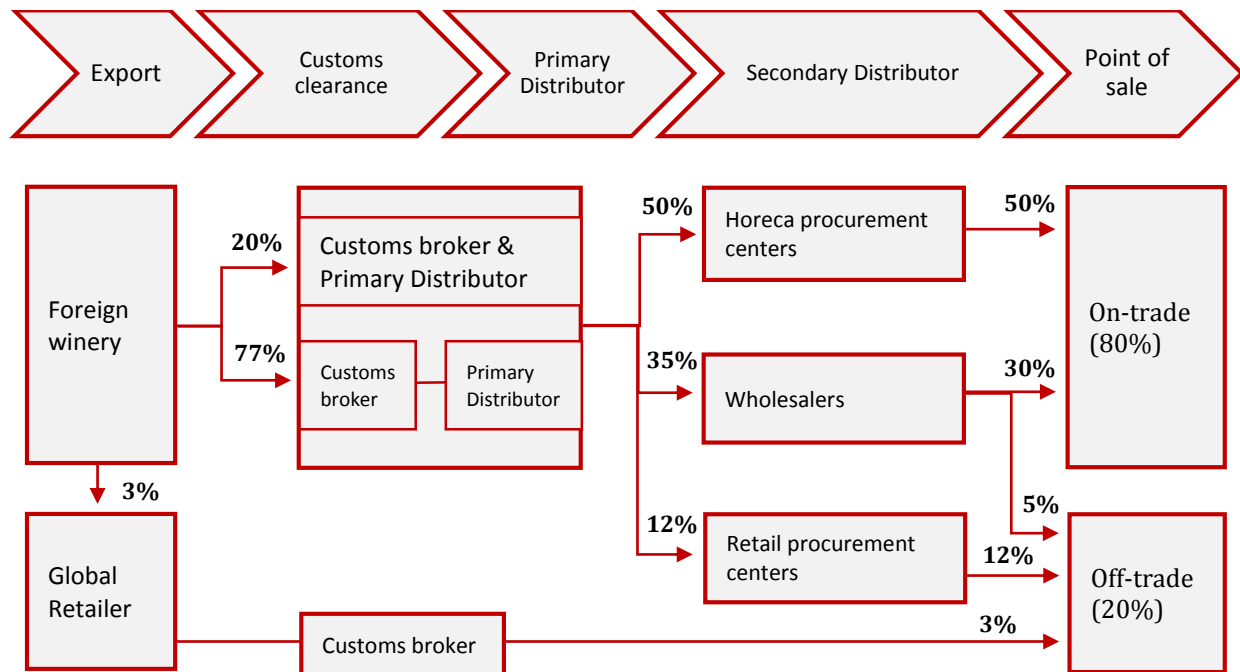 Export
Customs
clearance
Primary
Distributor
Secondary Distributor
Point of
sale
Foreign
winery
20%
77%
3%
Customs broker &
Primary Distributor
Customs
broker
Primary
Distributor
50%
35%
12%
Horeca procurement
centers
Wholesalers
Retail procurement
centers
50%
30%
5%
12%
3%
On-trade
(80%)
Off-trade
(20%)
Global
Retailer
Customs broker